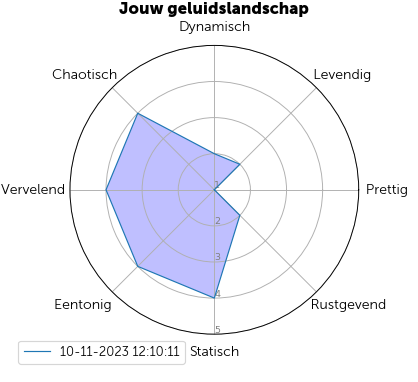 Jouw geluidslandschap
Dynamisch
Chaotisch
Levendig
Vervelend
1
Prettig
2
3
4
Eentonig
Rustgevend
5
10-11-2023 12:10:11
Statisch